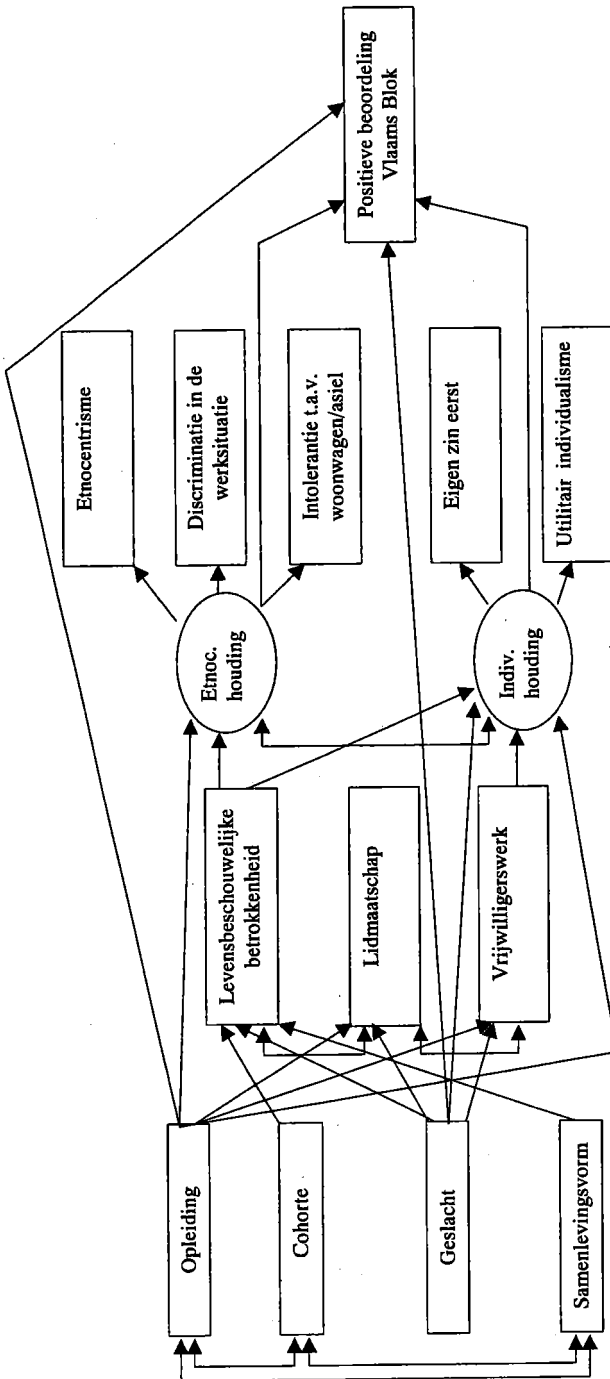 Opleiding
Cohorte
Geslacht
Samenlevingsvorm
Levensbeschouwelijke
betrokkenheid
Lidmaatschap
Vrijwilligerswerk
Etnoc.
houding
Indiv.
houding
Etnocentrisme
Discriminatie in de
werksituatie
Intolerantie t.a.v.
woonwagen/asiel
Eigen zin eerst
Utilitair individualisme
Positieve beoordeling
Vlaams Blok